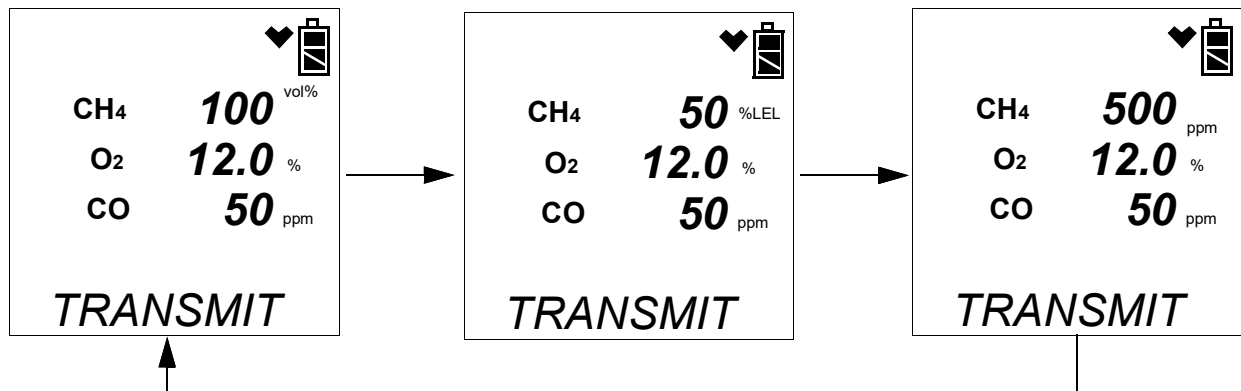 CH4 100 vol%
O2 12.0 %
CO 50 ppm
TRANSMIT
CH4 50 %LEL
O2 12.0 %
CO 50 ppm
TRANSMIT
CH4 500 ppm
O2 12.0 %
CO 50 ppm
TRANSMIT